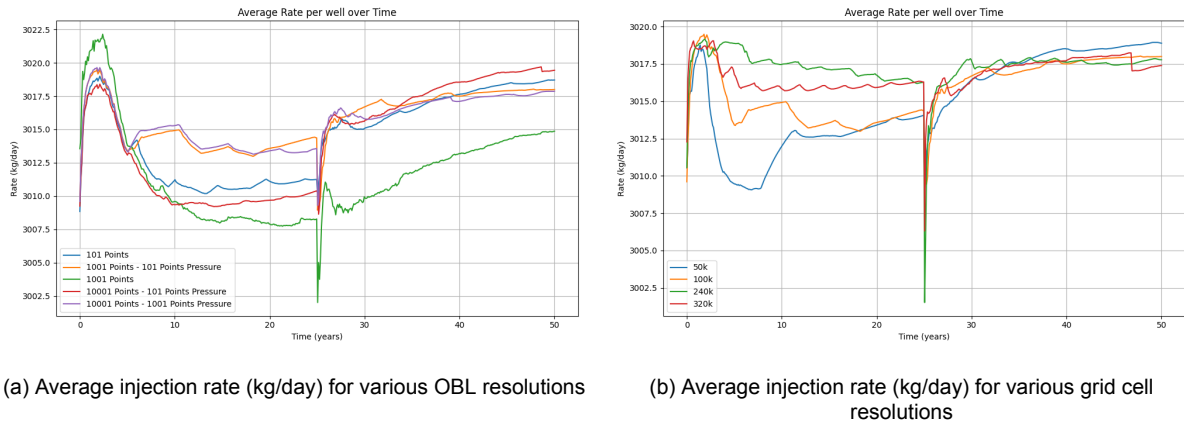 Average Rate per well over Time
3022.5
3020.0
3017.5
3015.0
3012.5
3010.0
3007.5
3005.0
3002.5
Rate (kg/day)
101 Points
1001 Points - 101 Points Pressure
1001 Points
10001 Points - 101 Points Pressure
10001 Points - 1001 Points Pressure
0 10 20 30 40 50
Time (years)
(a) Average injection rate (kg/day) for various OBL resolutions
Average Rate per well over Time
3020.0
3017.5
3015.0
3012.5
3010.0
3007.5
3005.0
3002.5
Rate (kg/day)
50k
100k
240k
320k
0 10 20 30 40 50
Time (years)
(b) Average injection rate (kg/day) for various grid cell
resolutions